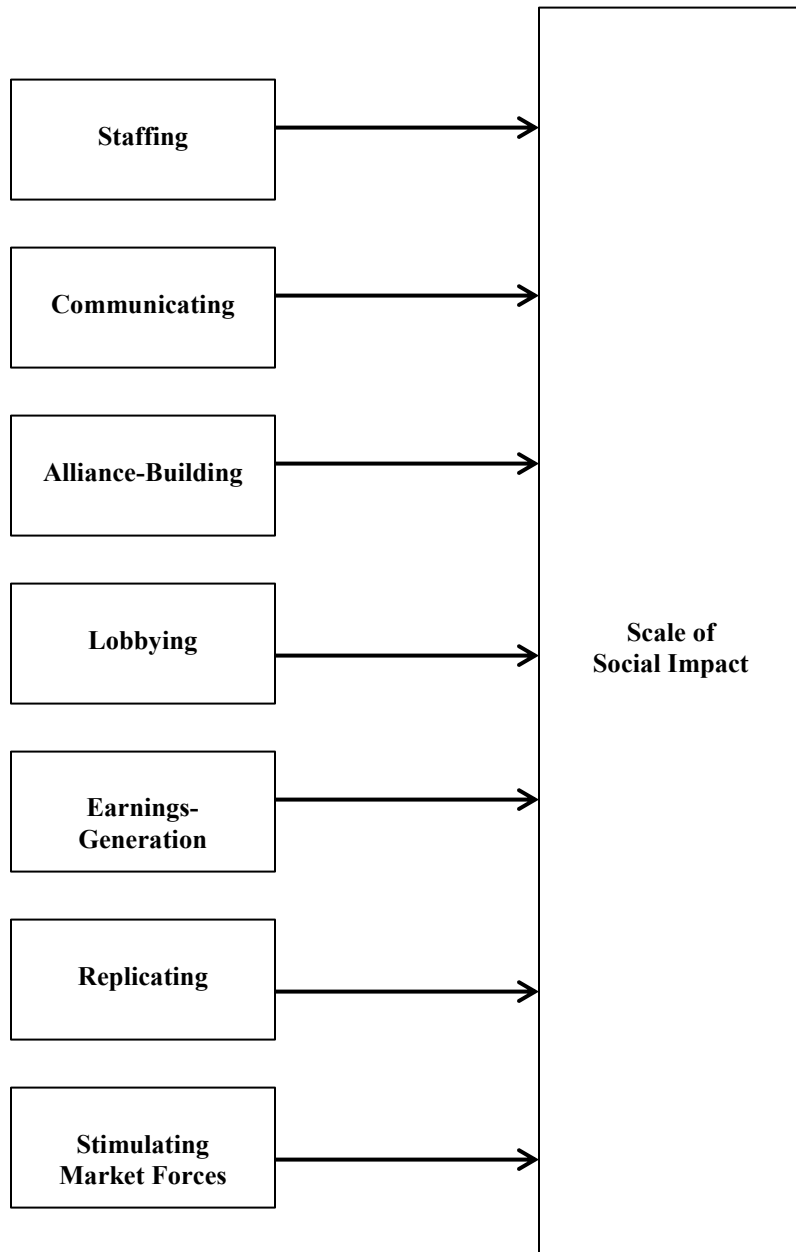 Staffing
Communicating
Alliance-Building
Lobbying
Scale of
Social Impact
Earnings-
Generation
Replicating
Stimulating
Market Forces